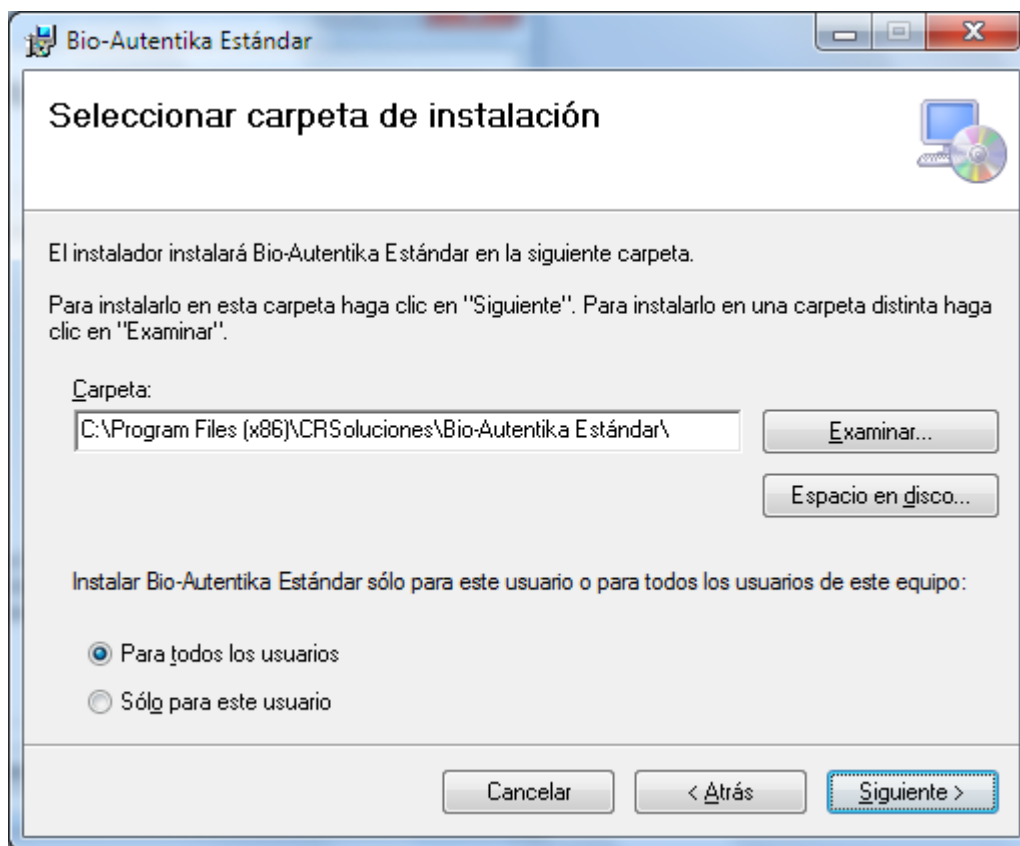 Bio-Autentika Estándar
Seleccionar carpeta de instalación
El instalador instalará Bio-Autentika Estándar en la siguiente carpeta.
Para instalarlo en esta carpeta haga clic en "Siguiente". Para instalarlo en una carpeta distinta haga
clic en "Examinar".
Carpeta:
C:\Program Files (x86)\CRSoluciones\Bio-Autentika Estándar\
Examinar...
Espacio en disco...
Instalar Bio-Autentika Estándar sólo para este usuario o para todos los usuarios de este equipo:
Para todos los usuarios
Sólo para este usuario
Cancelar
< Atrás
Siguiente >